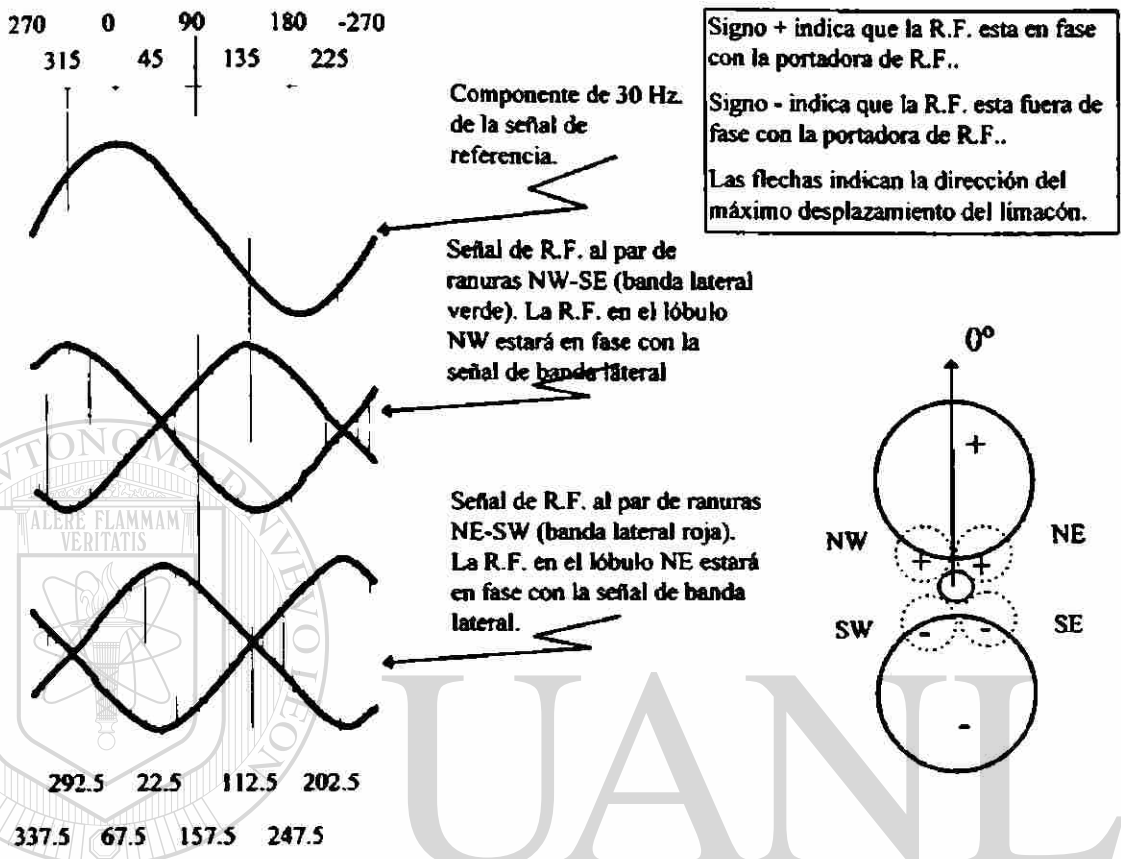 270 0 90 180 -270
315 45 135 225
Signo + indica que la R.F. esta en fase
con la portadora de R.F..
Signo - indica que la R.F. esta fuera de
fase con la portadora de R.F..
Las flechas indican la dirección del
máximo desplazamiento del limacón.
Componente de 30 Hz.
de la señal de
referencia.
Señal de R.F. al par de
ranuras NW-SE (banda lateral
verde). La R.F. en el lóbulo
NW estará en fase con la
señal de banda lateral
Señal de R.F. al par de ranuras
NE-SW (banda lateral roja).
La R.F. en el lóbulo NE estará
en fase con la señal de banda
lateral.
0º
+
NW NE
+ +
SW SE
- -
-
292.5 22.5 112.5 202.5
337.5 67.5 157.5 247.5
ALERE FLAMMAM
VERITATIS
UANL